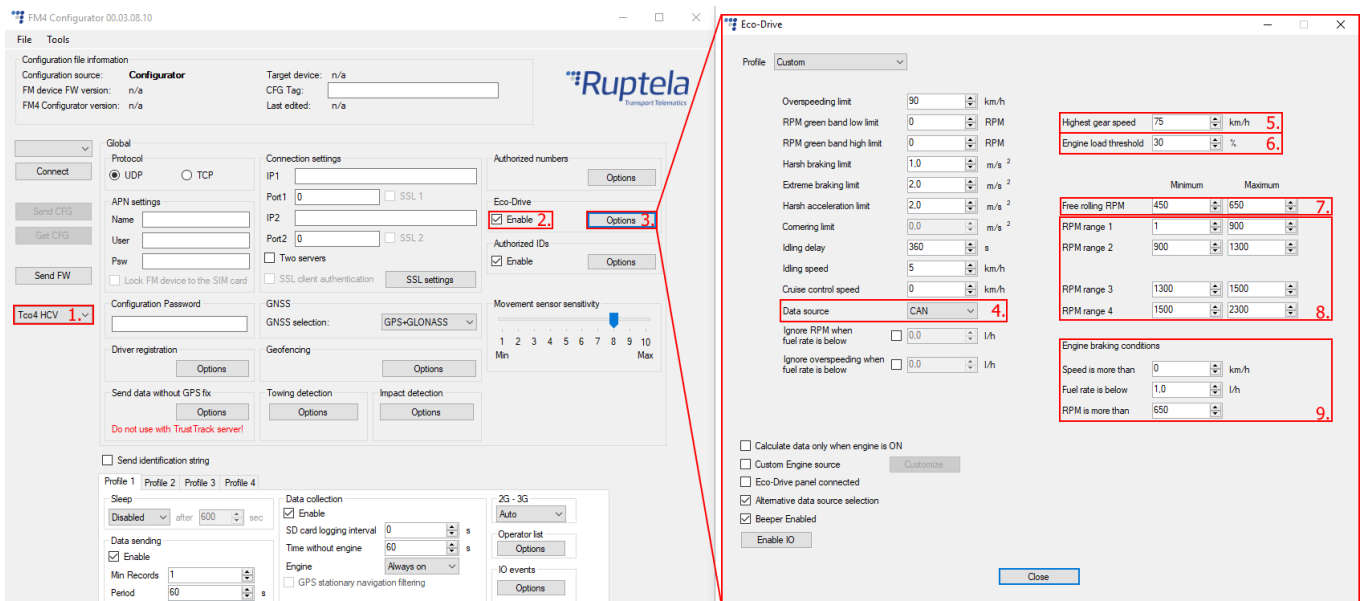 FM4 Configurator 00.03.08.10
File Tools
Configuration file information
Configuration source: Configurator
Target device: n/a
FM device FW version: n/a
CFG Tag:
FM4 Configurator version: n/a
Last edited: n/a
Ruptela
Transport Telematics
Connect
Send CFG
Get CFG
Send FW
Tco4 HCV 1.
Global
Protocol
UDP TCP
APN settings
Name
User
Psw
Lock FM device to the SIM card
Connection settings
IP1
Port1 0 SSL 1
IP2
Port2 0 SSL 2
Two servers
SSL client authentication SSL settings
Authorized numbers
Options
Eco-Drive
Enable 2. Options 3.
Authorized IDs
Enable Options
Configuration Password
GNSS
GNSS selection: GPS+GLONASS
Movement sensor sensitivity
1 2 3 4 5 6 7 8 9 10
Min Max
Driver registration
Options
Geofencing
Options
Send data without GPS fix
Options
Do not use with TrustTrack server!
Towing detection
Options
Impact detection
Options
Send identification string
Profile 1 Profile 2 Profile 3 Profile 4
Sleep
Disabled after 600 sec
Data sending
Enable
Min Records 1
Period 60 s
Data collection
Enable
SD card logging interval 0 s
Time without engine 60 s
Engine Always on
GPS stationary navigation filtering
2G - 3G
Auto
Operator list
Options
IO events
Options
Eco-Drive
Profile Custom
Overspeeding limit 90 km/h
RPM green band low limit 0 RPM
RPM green band high limit 0 RPM
Harsh braking limit 1,0 m/s 2
Extreme braking limit 2,0 m/s 2
Harsh acceleration limit 2,0 m/s 2
Cornering limit 0,0 m/s 2
Idling delay 360 s
Idling speed 5 km/h
Cruise control speed 0 km/h
Data source CAN 4.
Ignore RPM when
fuel rate is below 0,0 l/h
Ignore overspeeding when
fuel rate is below 0,0 l/h
Highest gear speed 75 km/h 5.
Engine load threshold 30 % 6.
Minimum Maximum
Free rolling RPM 450 650 7.
RPM range 1 1 900
RPM range 2 900 1300
RPM range 3 1300 1500
RPM range 4 1500 2300 8.
Engine braking conditions
Speed is more than 0 km/h
Fuel rate is below 1,0 l/h
RPM is more than 650 9.
Calculate data only when engine is ON
Custom Engine source Customize
Eco-Drive panel connected
Alternative data source selection
Beeper Enabled
Enable IO
Close